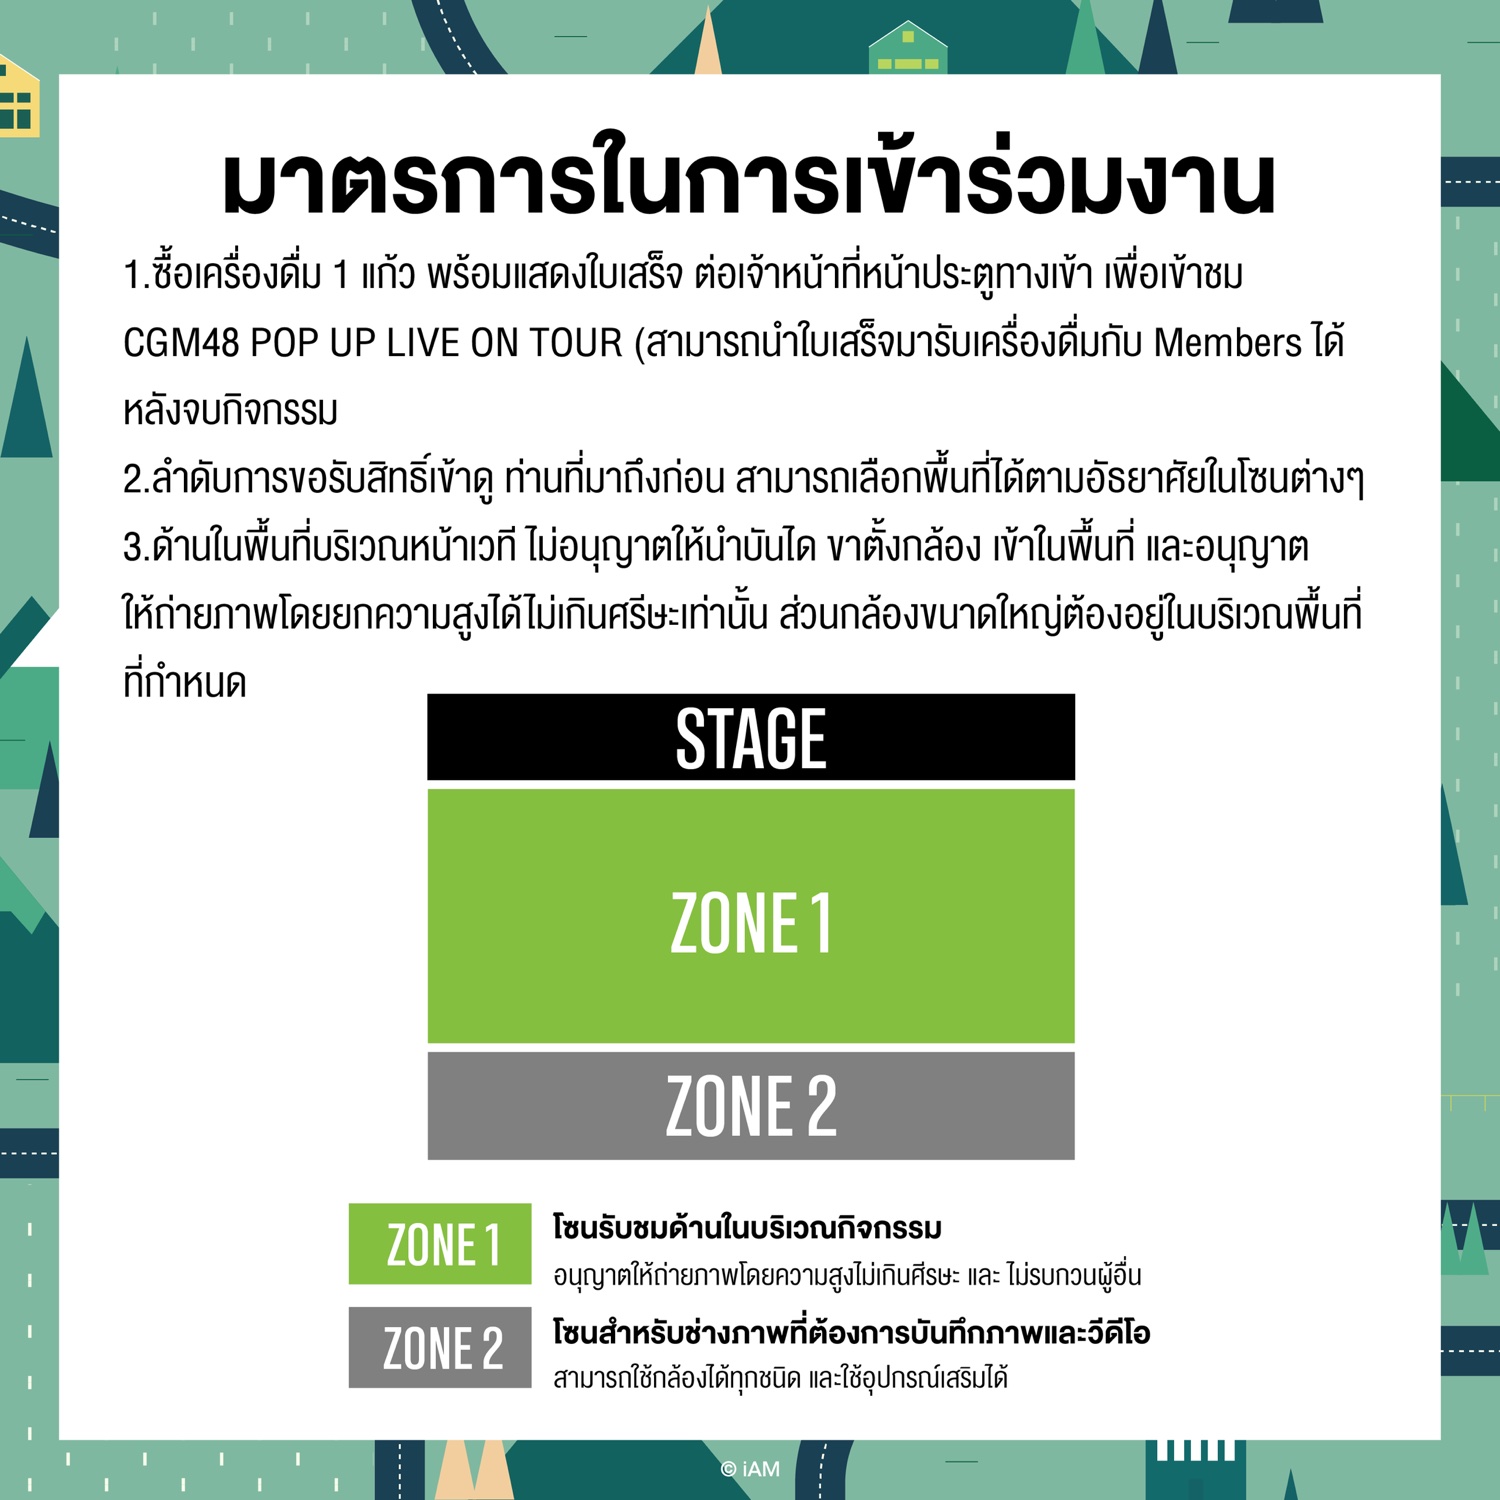 มาตรการในการเข้าร่วมงาน
1.ซื้อเครื่องดื่ม 1 แก้ว พร้อมแสดงใบเสร็จ ต่อเจ้าหน้าที่หน้าประตูทางเข้า เพื่อเข้าชม
CGM48 POP UP LIVE ON TOUR (สามารถนำใบเสร็จมารับเครื่องดื่มกับ Members ได้
หลังจบกิจกรรม
2.ลำดับการขอรับสิทธิ์เข้าดู ท่านที่มาถึงก่อน สามารถเลือกพื้นที่ได้ตามอัธยาศัยในโซนต่างๆ
3.ด้านในพื้นที่บริเวณหน้าเวที ไม่อนุญาตให้นำบันได ขาตั้งกล้อง เข้าในพื้นที่ และอนุญาต
ให้ถ่ายภาพโดยยกความสูงได้ไม่เกินศรีษะเท่านั้น ส่วนกล้องขนาดใหญ่ต้องอยู่ในบริเวณพื้นที่
ที่กำหนด
STAGE
ZONE 1
ZONE 2
ZONE 1
โซนรับชมด้านในบริเวณกิจกรรม
อนุญาตให้ถ่ายภาพโดยความสูงไม่เกินศีรษะ และ ไม่รบกวนผู้อื่น
ZONE 2
โซนสำหรับช่างภาพที่ต้องการบันทึกภาพและวีดีโอ
สามารถใช้กล้องได้ทุกชนิด และใช้อุปกรณ์เสริมได้
© iAM